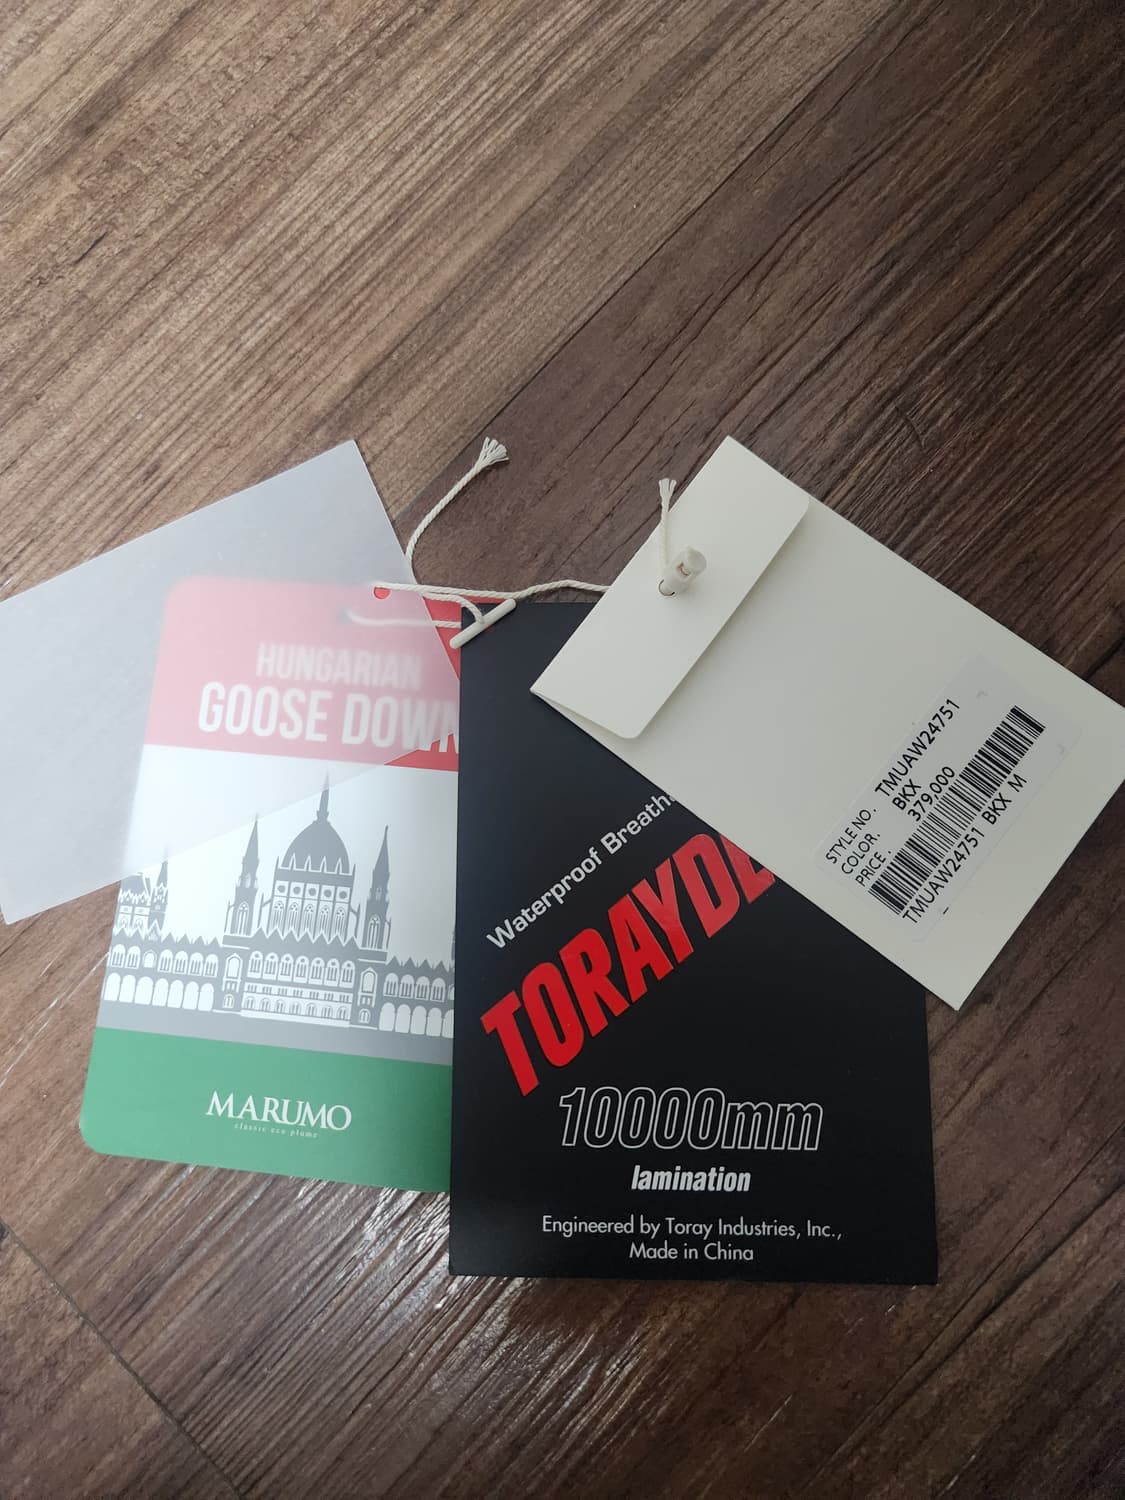 HUNGARIAN
GOOSE DOWN
MARUMO
classic eco plume
Waterproof
TORAYDE
10000mm
lamination
Engineered by Toray Industries, Inc.,
Made in China
STYLE NO. TMUAW24751
COLOR. BKX
PRICE. 379,000
TMUAW24751 BKX M